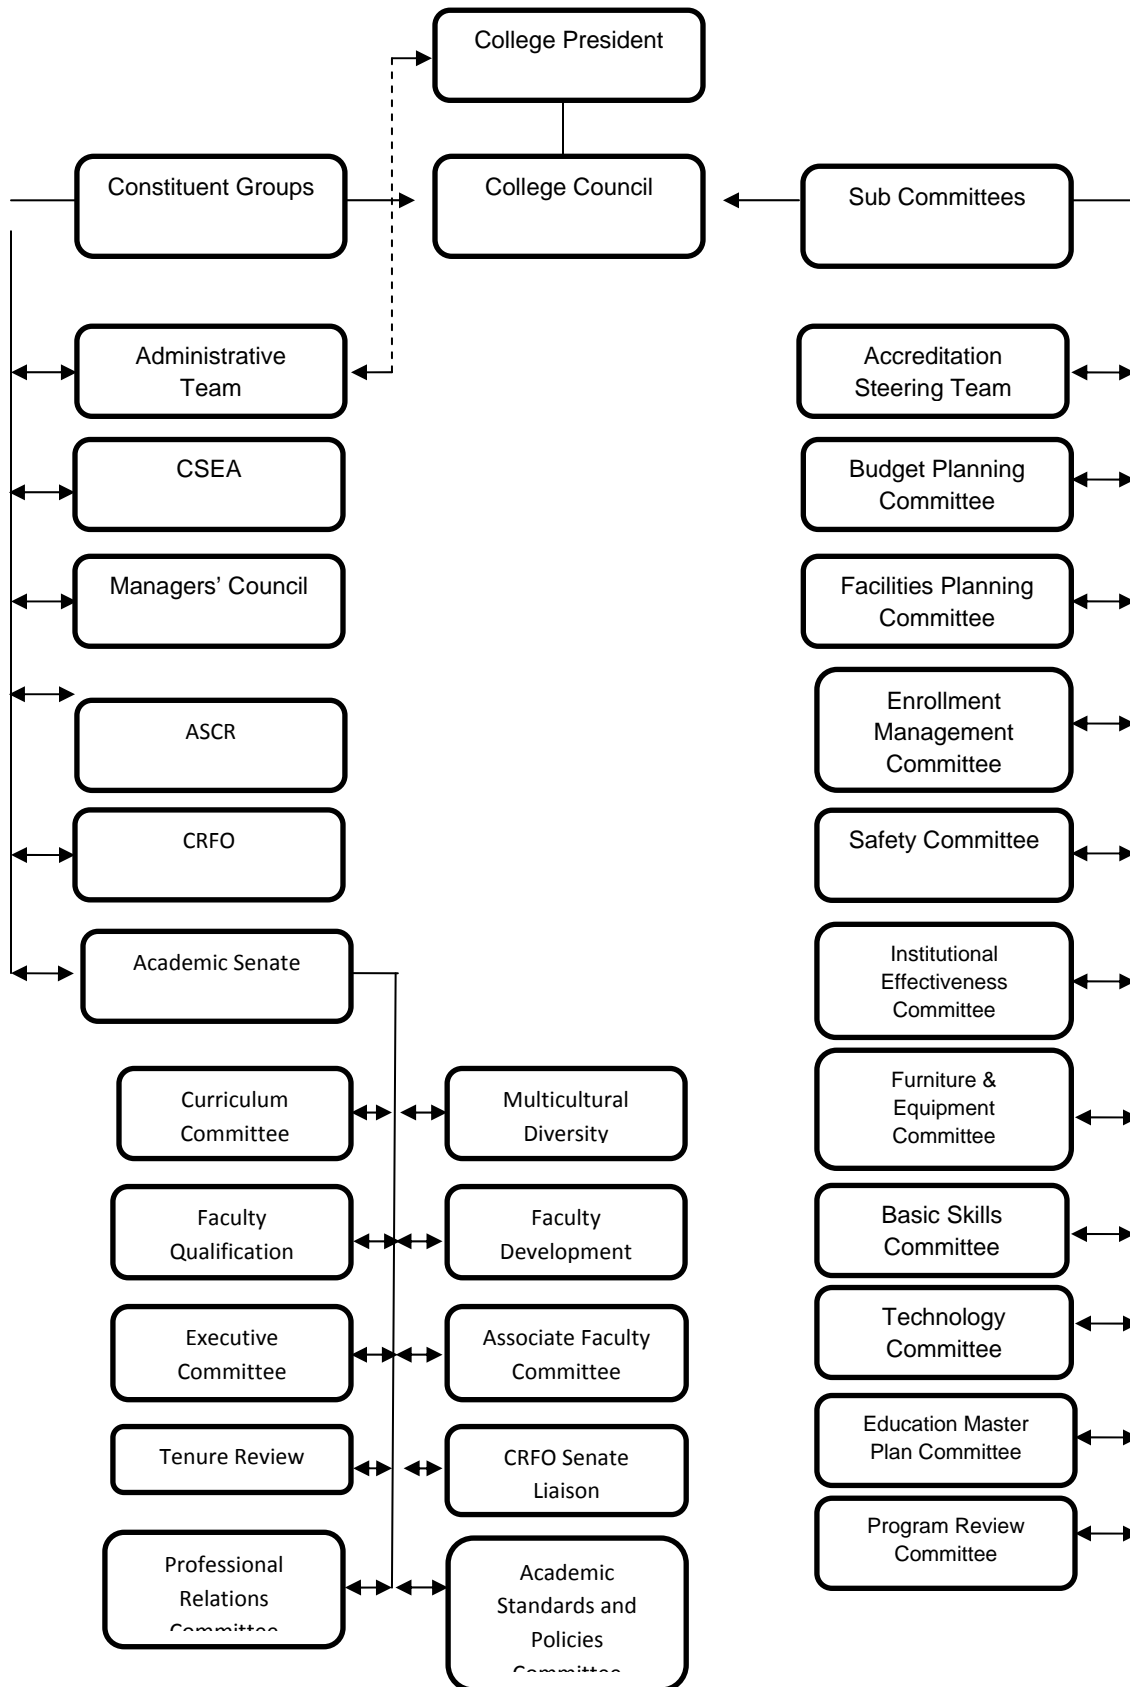 College President
Constituent Groups
College Council
Sub Committees
Administrative
Team
CSEA
Managers’ Council
ASCR
CRFO
Academic Senate
Curriculum
Committee
Multicultural
Diversity
Faculty
Qualification
Faculty
Development
Executive
Committee
Associate Faculty
Committee
Tenure Review
CRFO Senate
Liaison
Professional
Relations
Committee
Academic
Standards and
Policies
Committee
Accreditation
Steering Team
Budget Planning
Committee
Facilities Planning
Committee
Enrollment
Management
Committee
Safety Committee
Institutional
Effectiveness
Committee
Furniture &
Equipment
Committee
Basic Skills
Committee
Technology
Committee
Education Master
Plan Committee
Program Review
Committee